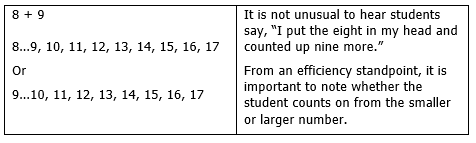 8 + 9
8...9, 10, 11, 12, 13, 14, 15, 16, 17
Or
9...10, 11, 12, 13, 14, 15, 16, 17
It is not unusual to hear students
say, “I put the eight in my head and
counted up nine more.”
From an efficiency standpoint, it is
important to note whether the
student counts on from the smaller
or larger number.